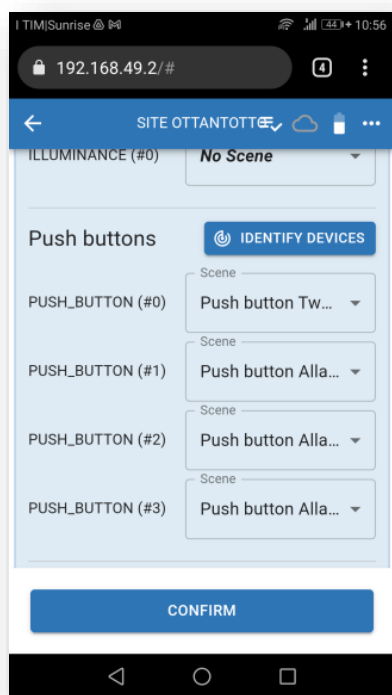 I TIM|Sunrise 44 10:56
192.168.49.2/# 4
SITE OTTANTOTT
ILLUMINANCE (#0) No Scene
Push buttons IDENTIFY DEVICES
Scene
PUSH_BUTTON (#0) Push button Tw...
Scene
PUSH_BUTTON (#1) Push button Alla...
Scene
PUSH_BUTTON (#2) Push button Alla...
Scene
PUSH_BUTTON (#3) Push button Alla...
CONFIRM